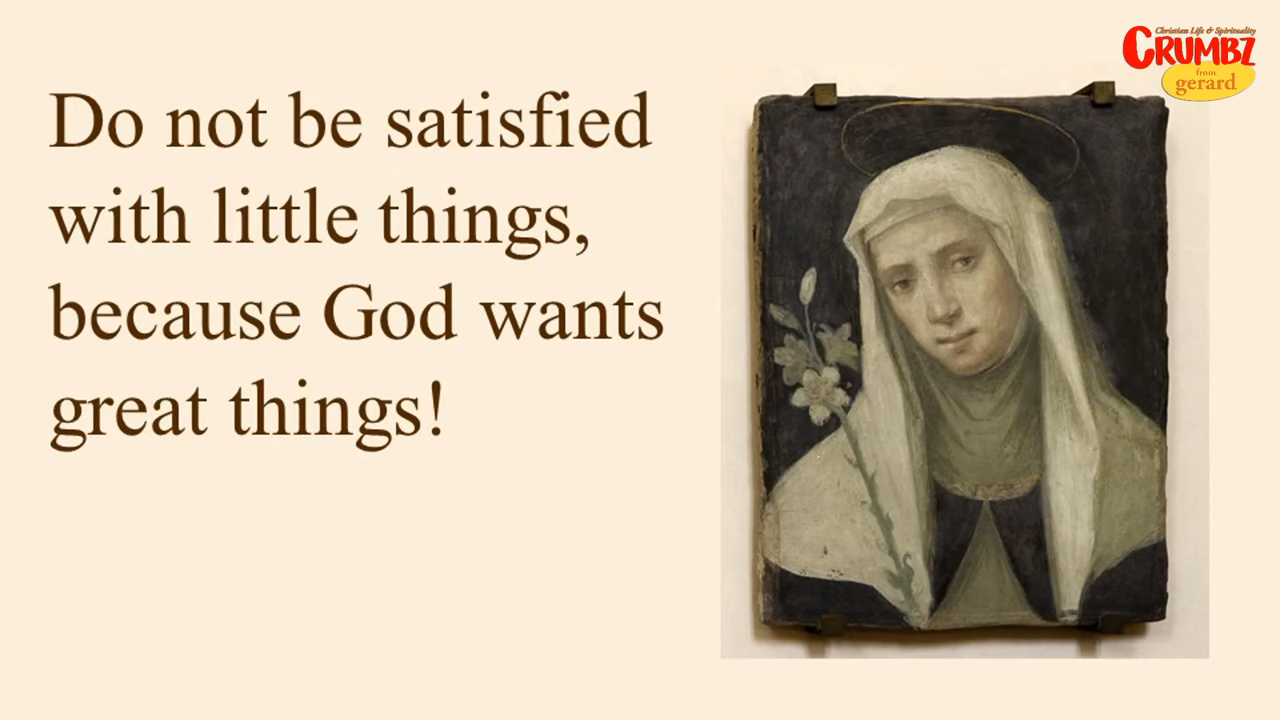 Do not be satisfied
with little things,
because God wants
great things!
Christian Life & Spirituality
CRUMBZ
from
gerard